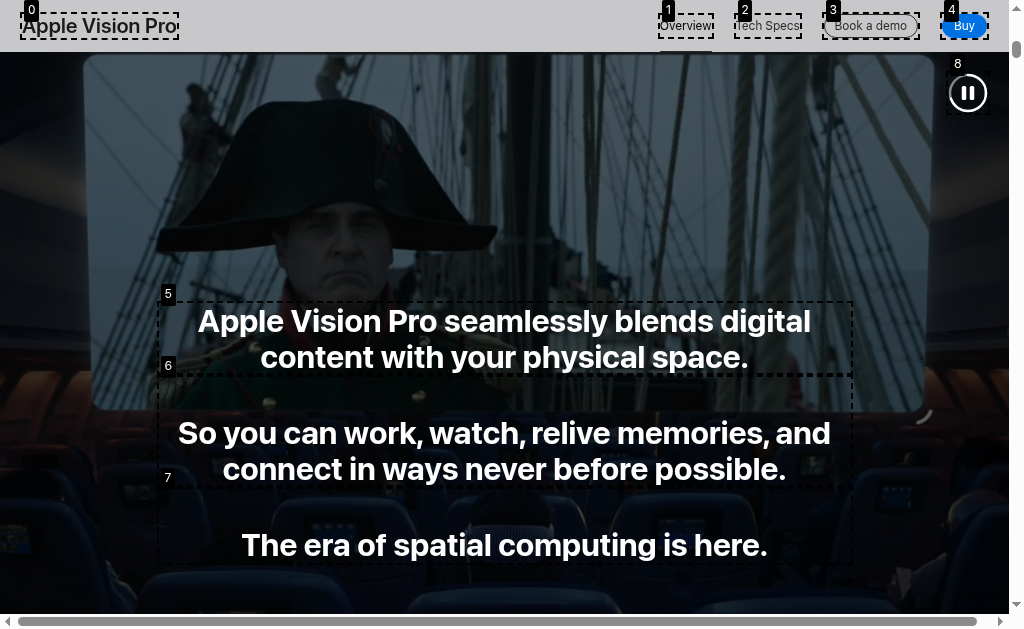 0 1 2 3 4
Apple Vision Pro Overview Tech Specs Book a demo Buy
8
5
Apple Vision Pro seamlessly blends digital
content with your physical space.
6
So you can work, watch, relive memories, and
connect in ways never before possible.
7
The era of spatial computing is here.